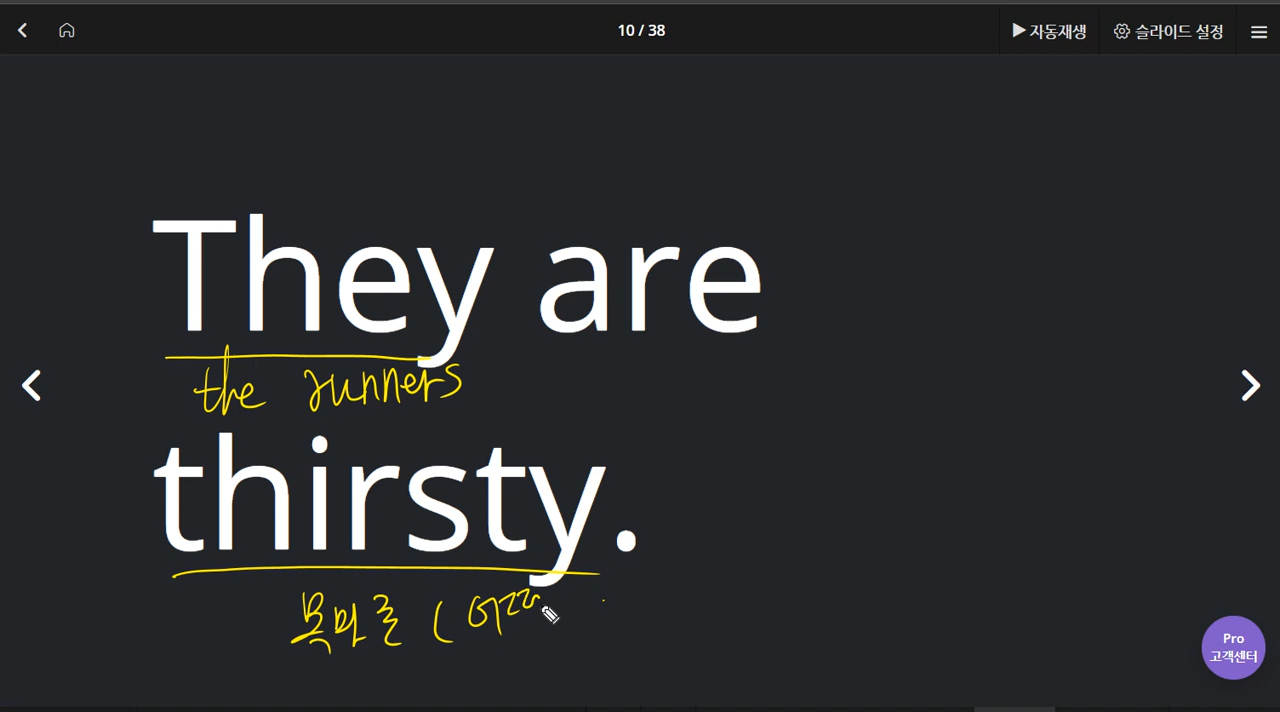 10 / 38
▶ 자동재생
슬라이드 설정
They are
the runners
thirsty.
목마른 (
Pro
고객센터